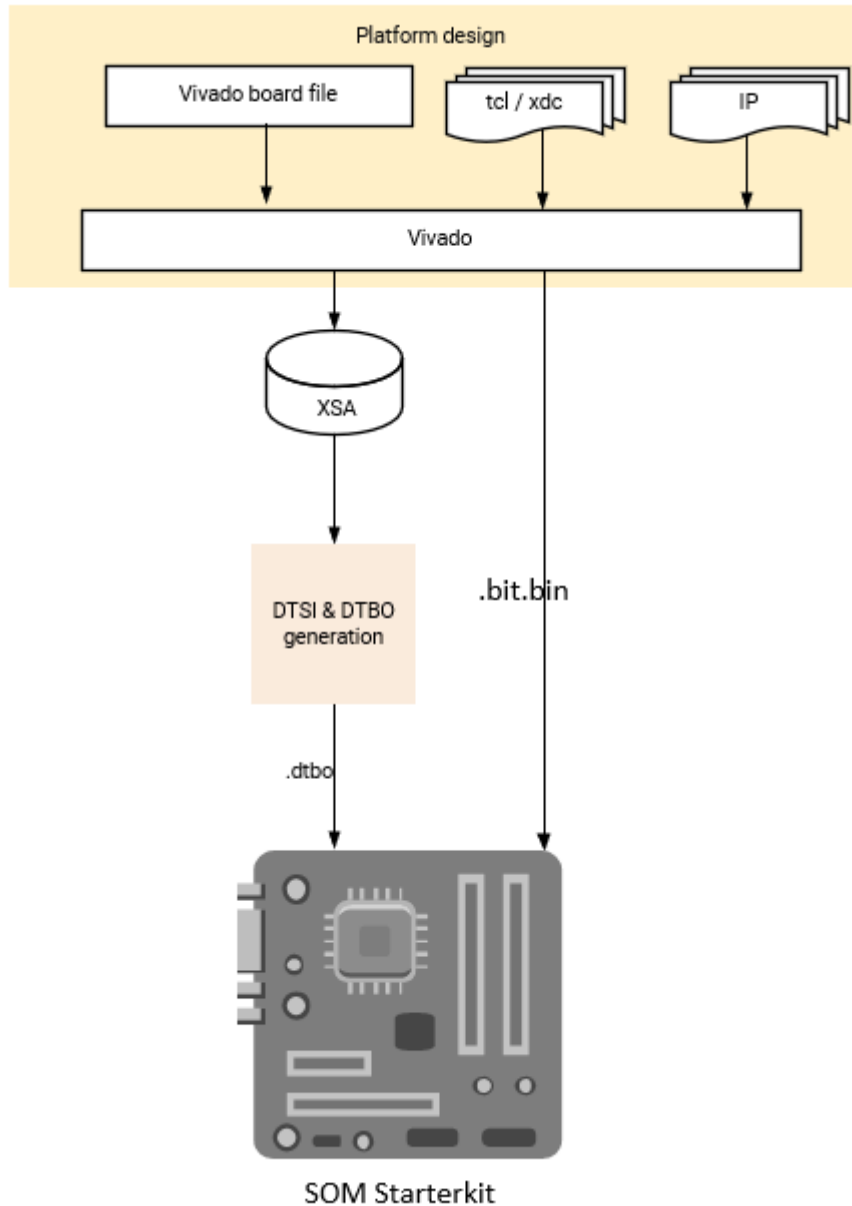 Platform design
Vivado board file
tcl / xdc
IP
Vivado
XSA
.bit.bin
DTSI & DTBO
generation
.dtbo
SOM Starterkit